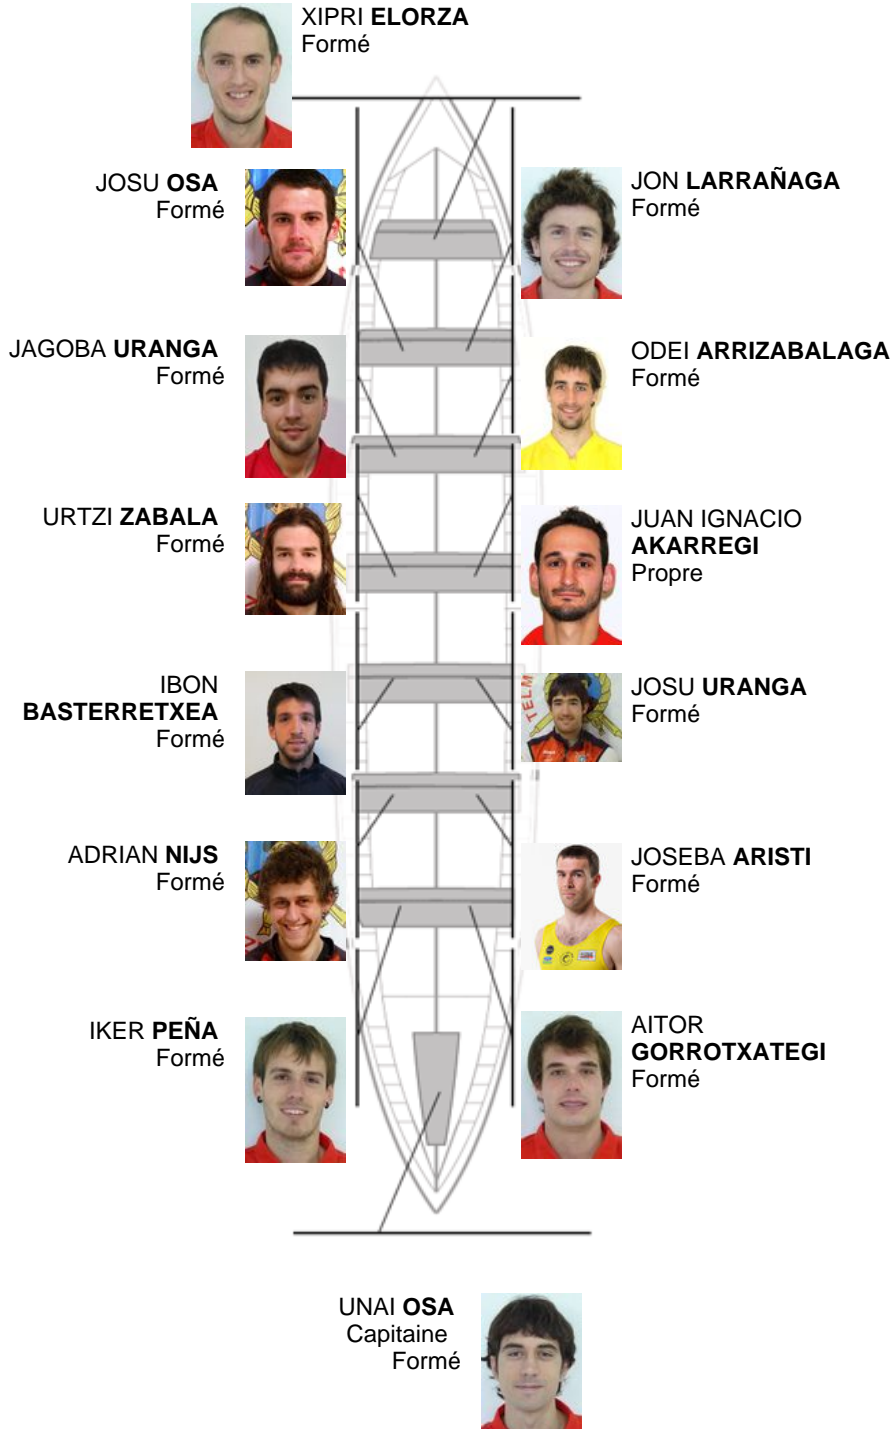 XIPRI ELORZA
Formé
JOSU OSA
Formé
JON LARRAÑAGA
Formé
JAGOBA URANGA
Formé
ODEI ARRIZABALAGA
Formé
URTZI ZABALA
Formé
JUAN IGNACIO
AKARREGI
Propre
IBON
BASTERRETXEA
Formé
TELM
JOSU URANGA
Formé
ADRIAN NIJS
Formé
JOSEBA ARISTI
Formé
IKER PEÑA
Formé
AITOR
GORROTXATEGI
Formé
UNAI OSA
Capitaine
Formé